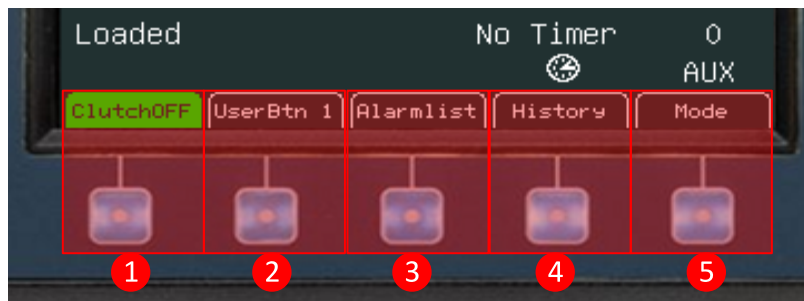 Loaded No Timer 0
AUX
ClutchOFF UserBtn 1 Alarmlist History Mode
1 2 3 4 5